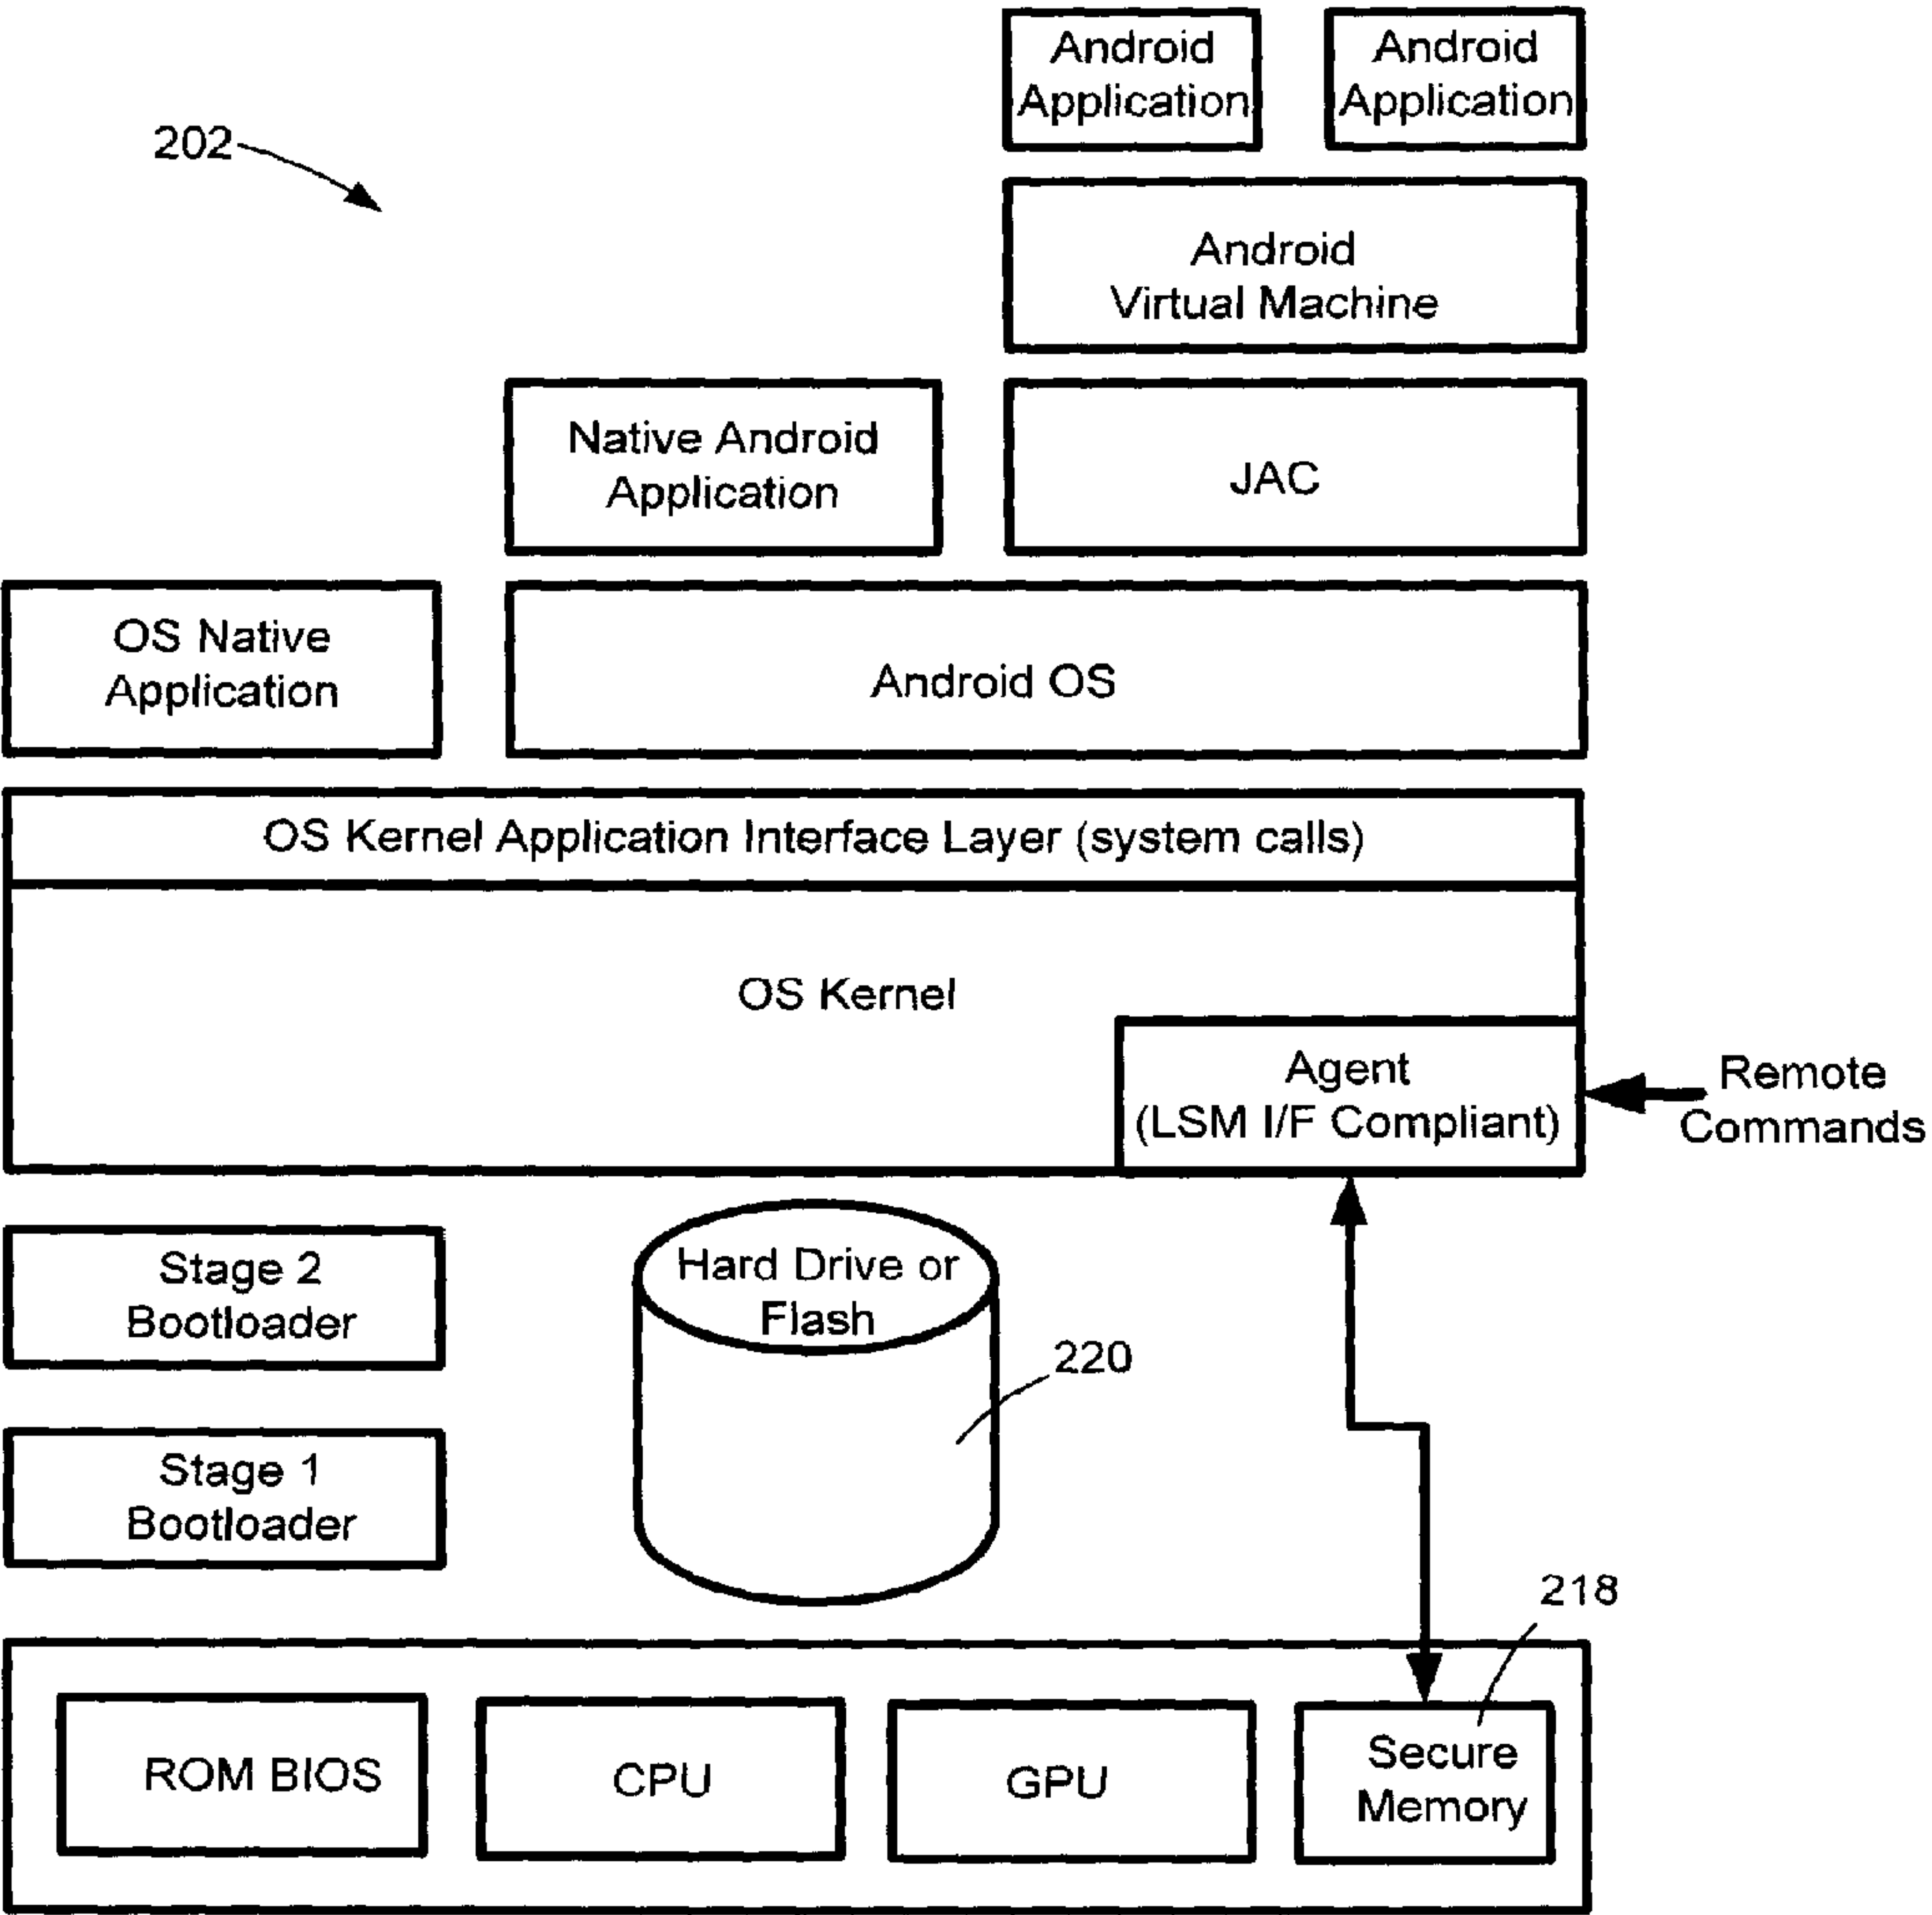 Android
Application
Android
Application
202
Android
Virtual Machine
Native Android
Application
JAC
OS Native
Application
Android OS
OS Kernel Application Interface Layer (system calls)
OS Kernel
Agent
(LSM I/F Compliant)
Remote
Commands
Stage 2
Bootloader
Hard Drive or
Flash
220
Stage 1
Bootloader
218
ROM BIOS
CPU
GPU
Secure
Memory